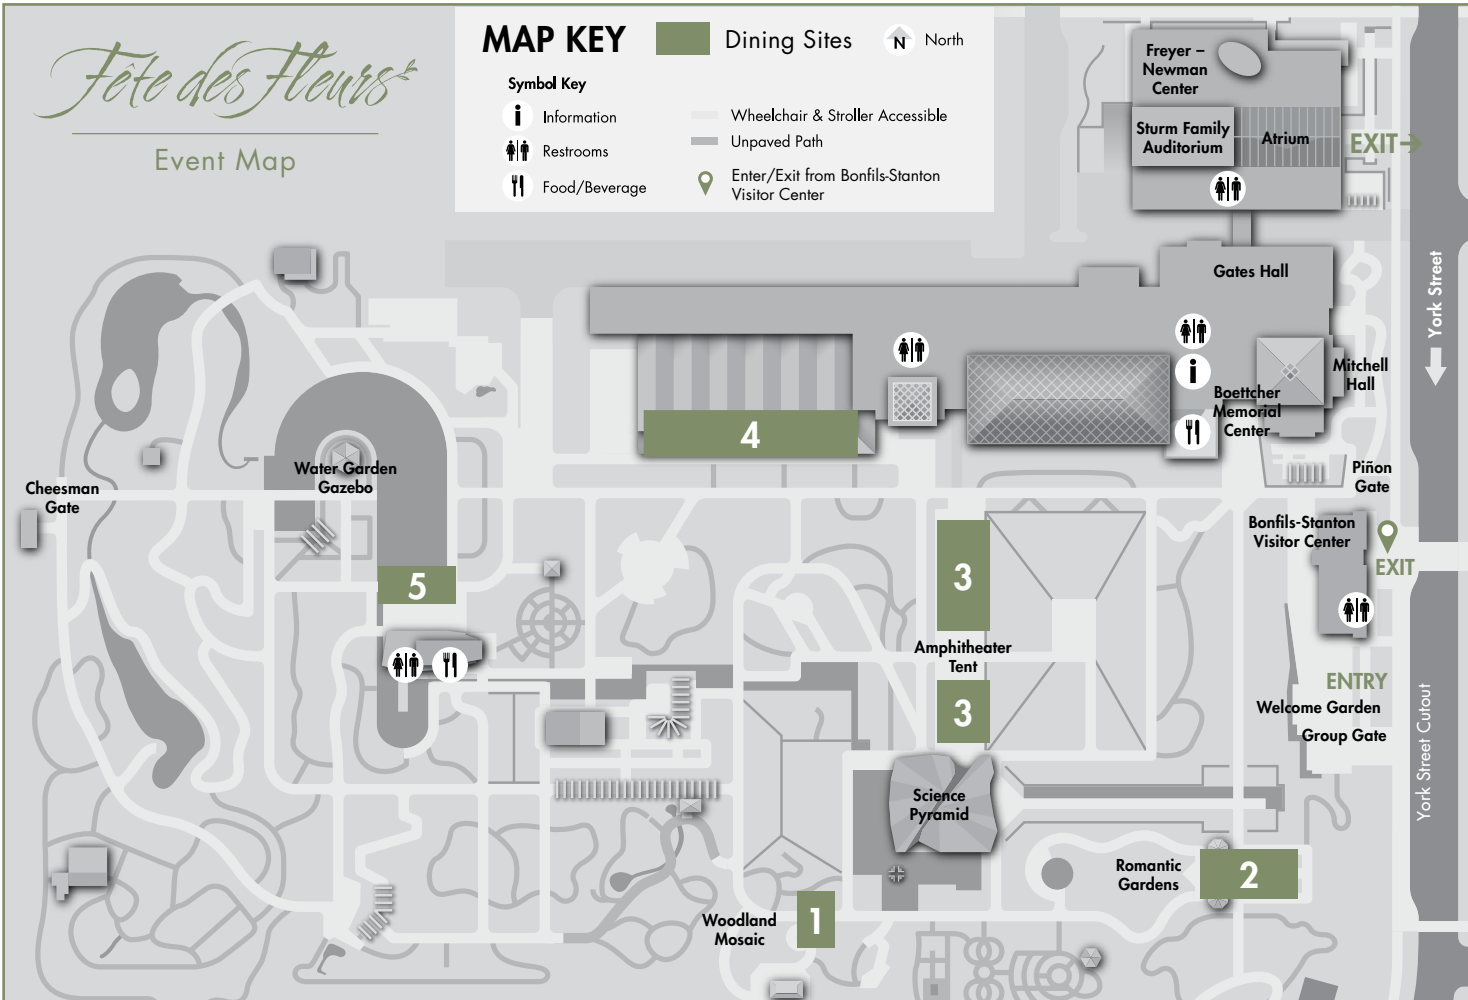 Fête des Fleurs
Event Map
MAP KEY
Dining Sites
N
North
Symbol Key
i
Information
Restrooms
Food/Beverage
Wheelchair & Stroller Accessible
Unpaved Path
Enter/Exit from Bonfils-Stanton
Visitor Center
Freyer –
Newman
Center
Sturm Family
Auditorium
Atrium
EXIT→
Gates Hall
York Street
i
Mitchell
Hall
Boettcher
Memorial
Center
4
Water Garden
Gazebo
Cheesman
Gate
Piñon
Gate
Bonfils-Stanton
Visitor Center
EXIT
5
3
Amphitheater
Tent
3
ENTRY
Welcome Garden
Group Gate
York Street Cutout
Science
Pyramid
Romantic
Gardens
2
Woodland
Mosaic
1